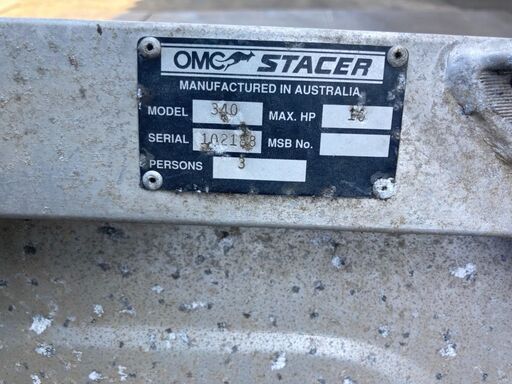 OMC STACER
MANUFACTURED IN AUSTRALIA
MODEL 340 MAX. HP
SERIAL MSB No.
PERSONS 3